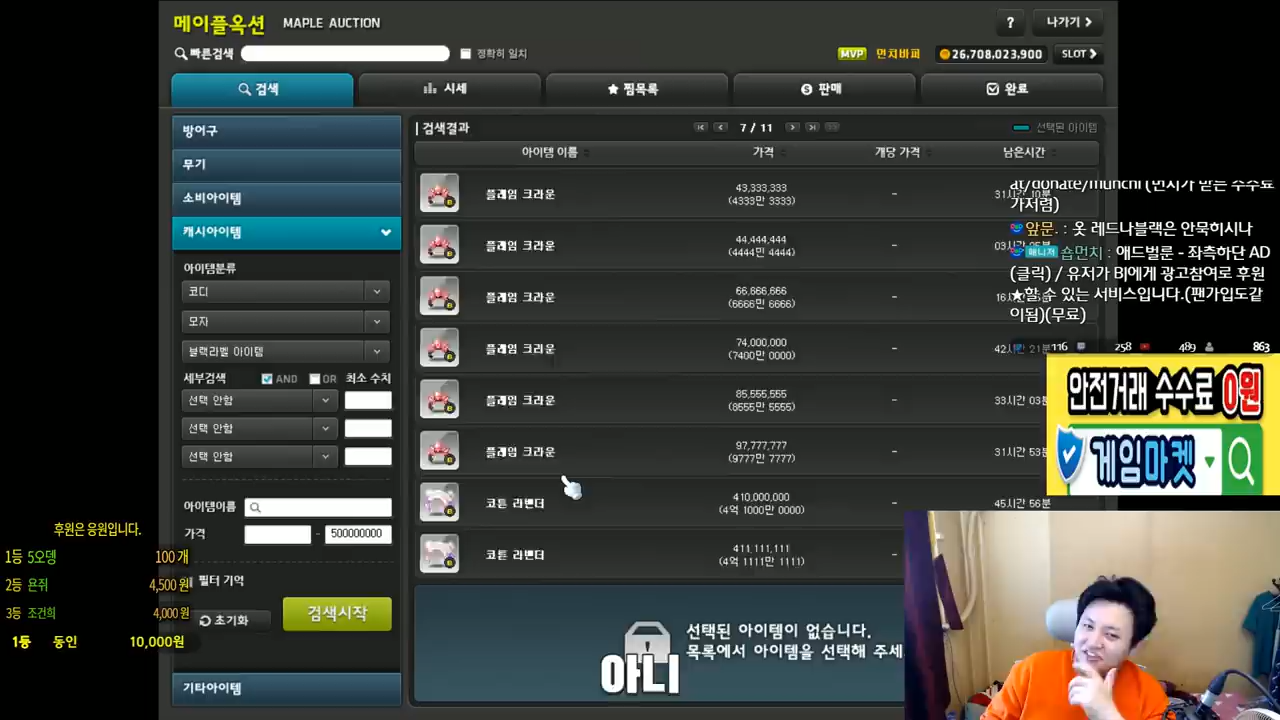 메이플옥션 MAPLE AUCTION
? 나가기
빠른검색 정확히 일치
MVP 먼치바퍼 26,708,023,900 SLOT
검색 시세 찜목록 판매 완료
방어구
무기
소비아이템
캐시아이템
아이템분류
코디
모자
블랙라벨 아이템
세부검색 AND OR 최소 수치
선택 안함
선택 안함
선택 안함
아이템이름
가격 - 500000000
필터 기억
초기화 검색시작
기타아이템
검색결과 7 / 11 선택된 아이템
아이템 이름 가격 개당 가격 남은시간
플레임 크라운 43,333,333 (4333만 3333) -
플레임 크라운 44,444,444 (4444만 4444) -
플레임 크라운 66,666,666 (6666만 6666) -
플레임 크라운 74,000,000 (7400만 0000) -
플레임 크라운 85,555,555 (8555만 5555) -
플레임 크라운 97,777,777 (9777만 7777) -
코튼 라벤더 410,000,000 (4억 1000만 0000) - 45시간 56분
코튼 라벤더 411,111,111 (4억 1111만 1111) -
선택된 아이템이 없습니다.
목록에서 아이템을 선택해 주세
아니
at/donate/munchi (먼치가 받는 수수료
가저렴)
앞문. : 옷 레드나블랙은 안묵히시나
매니저 숍먼치 : 애드벌룬 - 좌측하단 AD
(클릭) / 유저가 BJ에게 광고참여로 후원
★할 수 있는 서비스입니다.(팬가입도같
이됨)(무료)
116 258 489 863
안전거래 수수료 0원
게임마켓
후원은 응원입니다.
1등 5오뎅 100 개
2등 욘쥐 4,500 원
3등 조건희 4,000 원
1등 동인 10,000원